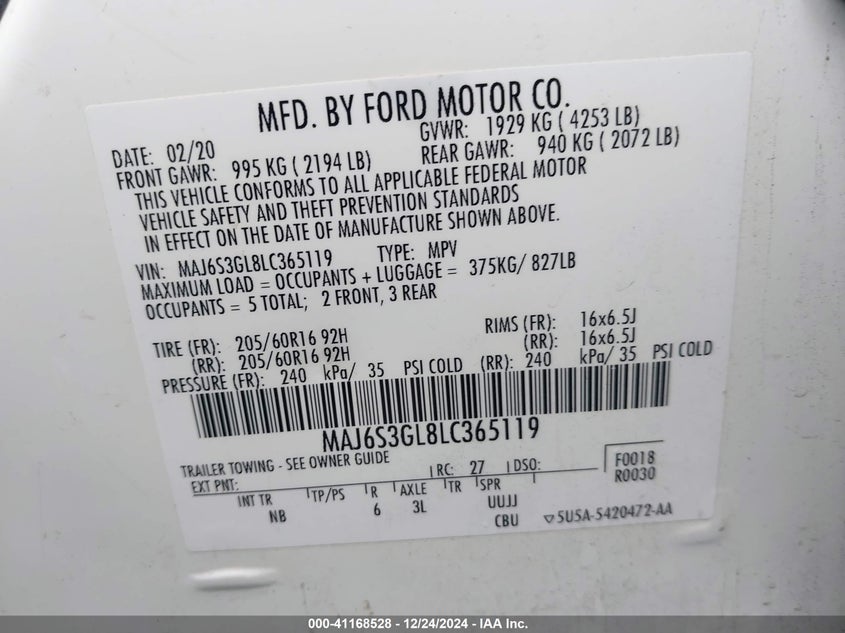 MFD. BY FORD MOTOR CO.
DATE: 02/20 GVWR: 1929 KG ( 4253 LB)
FRONT GAWR: 995 KG ( 2194 LB) REAR GAWR: 940 KG ( 2072 LB)
THIS VEHICLE CONFORMS TO ALL APPLICABLE FEDERAL MOTOR
VEHICLE SAFETY AND THEFT PREVENTION STANDARDS
IN EFFECT ON THE DATE OF MANUFACTURE SHOWN ABOVE.
VIN: MAJ6S3GL8LC365119 TYPE: MPV
MAXIMUM LOAD = OCCUPANTS + LUGGAGE = 375KG/ 827LB
OCCUPANTS = 5 TOTAL; 2 FRONT, 3 REAR
TIRE (FR): 205/60R16 92H RIMS (FR): 16x6.5J
(RR): 205/60R16 92H (RR): 16x6.5J
PRESSURE (FR): 240 kPa/ 35 PSI COLD (RR): 240 kPa/ 35 PSI COLD
MAJ6S3GL8LC365119
TRAILER TOWING - SEE OWNER GUIDE
EXT PNT: RC: 27 DSO: F0018
R0030
INT TR TP/PS R AXLE TR SPR
NB 6 3L UUJJ
CBU 5U5A-5420472-AA
000-41168528 - 12/24/2024 - IAA Inc.